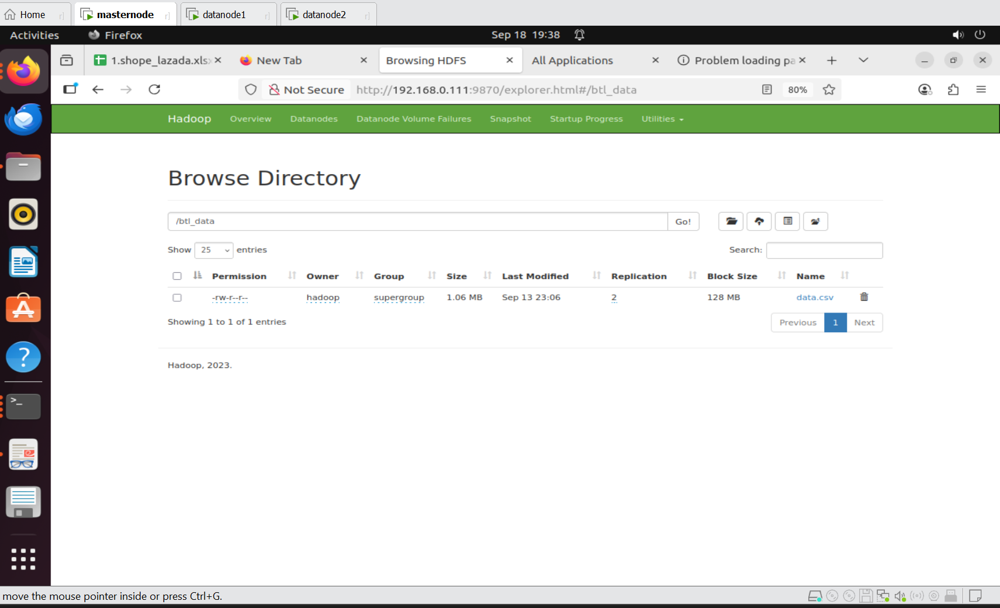 Home
masternode
datanode1
datanode2
Activities
Firefox
Sep 18 19:38
1.shope_lazada.xls
New Tab
Browsing HDFS
All Applications
Problem loading pa
Not Secure
http://192.168.0.111:9870/explorer.html#/btl_data
80%
Hadoop
Overview
Datanodes
Datanode Volume Failures
Snapshot
Startup Progress
Utilities
Browse Directory
/btl_data
Go!
Show 25 entries
Search:
Permission Owner Group Size Last Modified Replication Block Size Name
-rw-r--r-- hadoop supergroup 1.06 MB Sep 13 23:06 2 128 MB data.csv
Showing 1 to 1 of 1 entries
Previous 1 Next
Hadoop, 2023.
move the mouse pointer inside or press Ctrl+G.